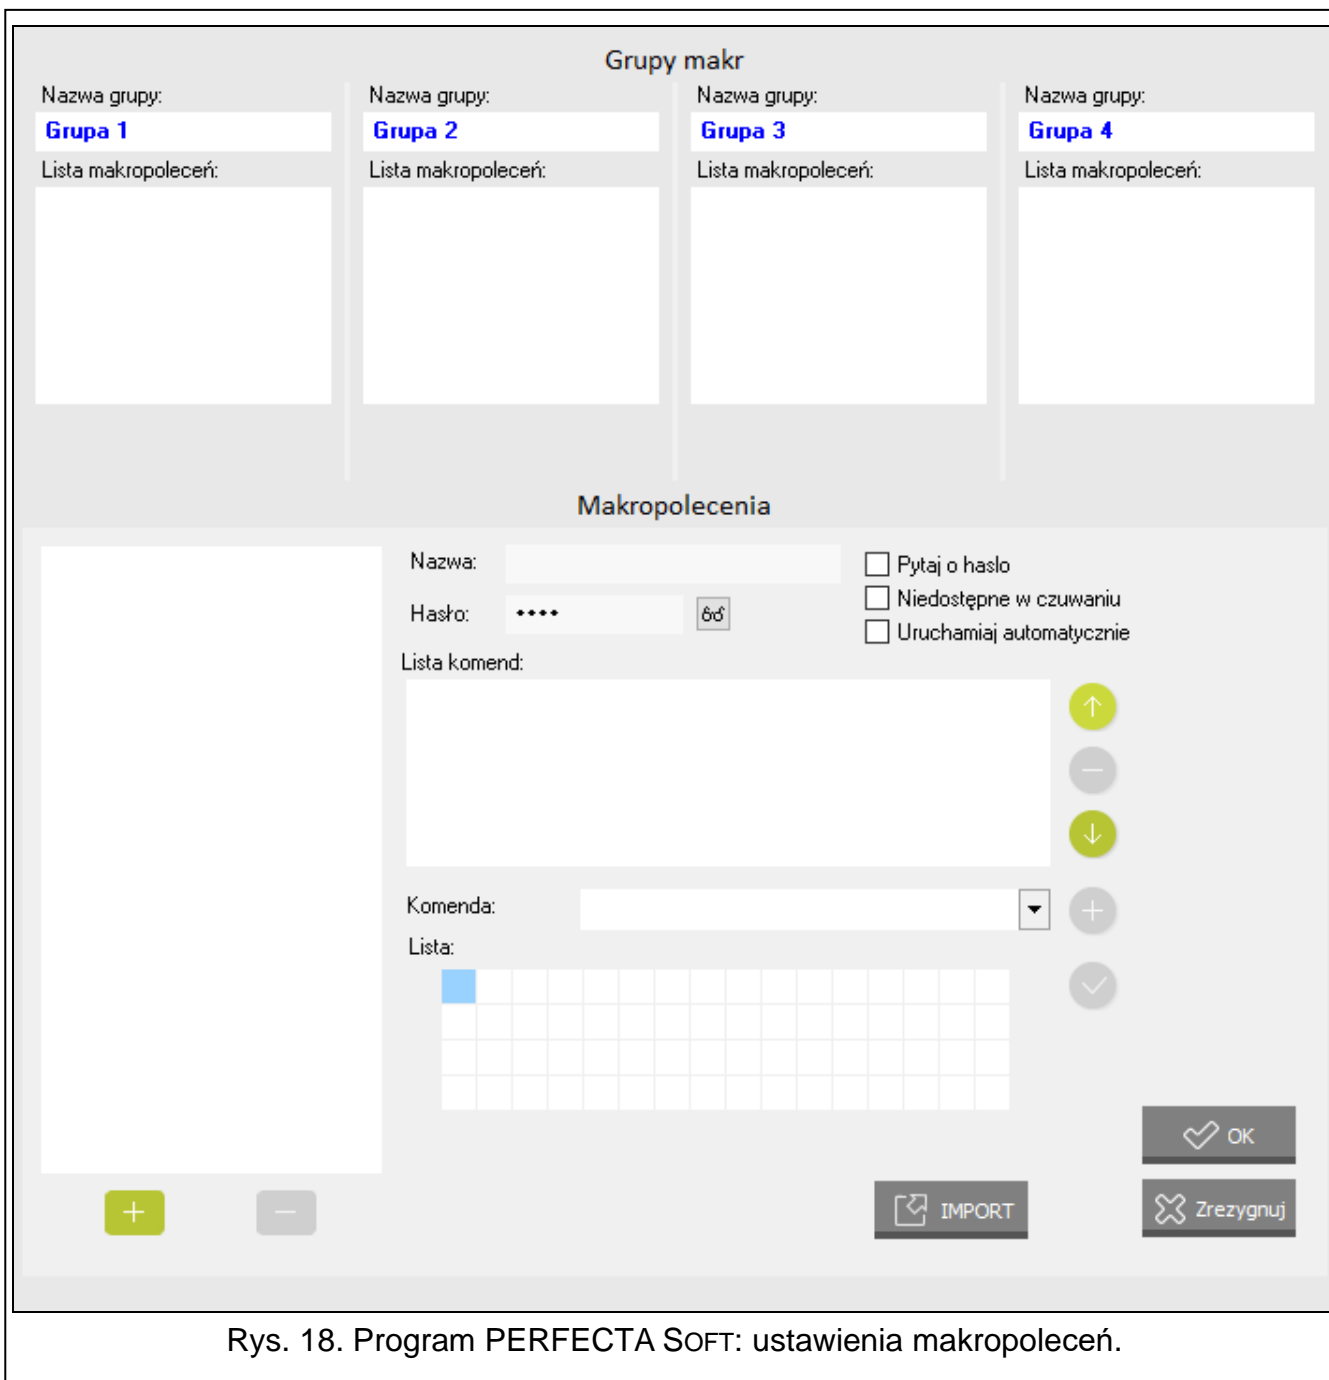 Grupy makr
Nazwa grupy: Nazwa grupy: Nazwa grupy: Nazwa grupy:
Grupa 1 Grupa 2 Grupa 3 Grupa 4
Lista makropoleceń: Lista makropoleceń: Lista makropoleceń: Lista makropoleceń:
Makropolecenia
Nazwa:
Pytaj o haslo
Niedostępne w czuwaniu
Hasło: ••••
Uruchamiaj automatycznie
Lista komend:
Komenda:
Lista:
OK
IMPORT
Zrezygnuj
Rys. 18. Program PERFECTA SOFT: ustawienia makropoleceń.